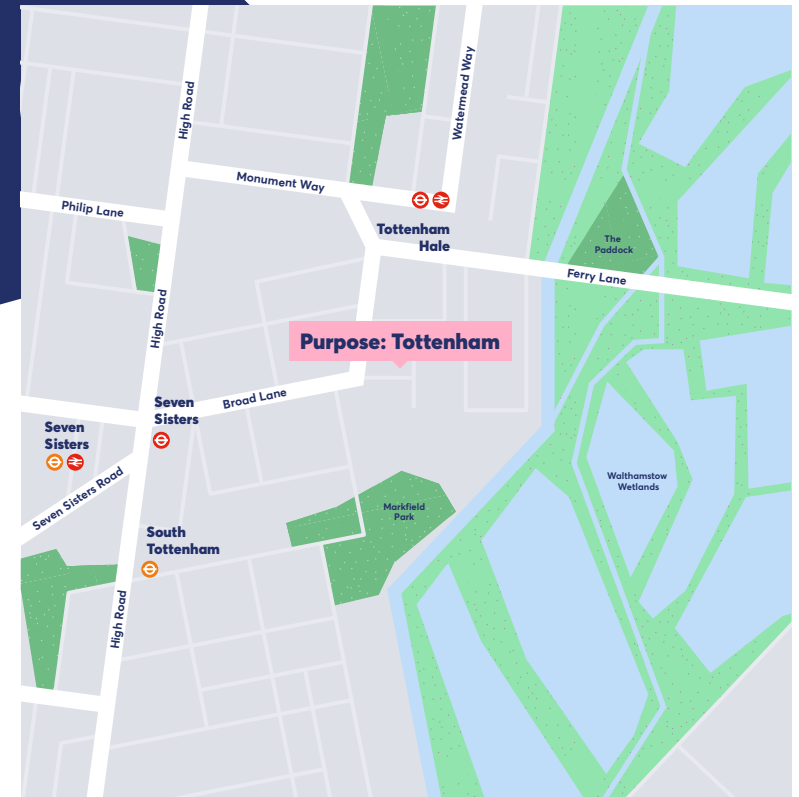 Watermead Way
High Road
Monument Way
Philip Lane
Tottenham
Hale
The
Paddock
Ferry Lane
High Road
Purpose: Tottenham
Broad Lane
Seven
Sisters
Seven
Sisters
Seven Sisters Road
Walthamstow
Wetlands
Markfield
Park
South
Tottenham
High Road